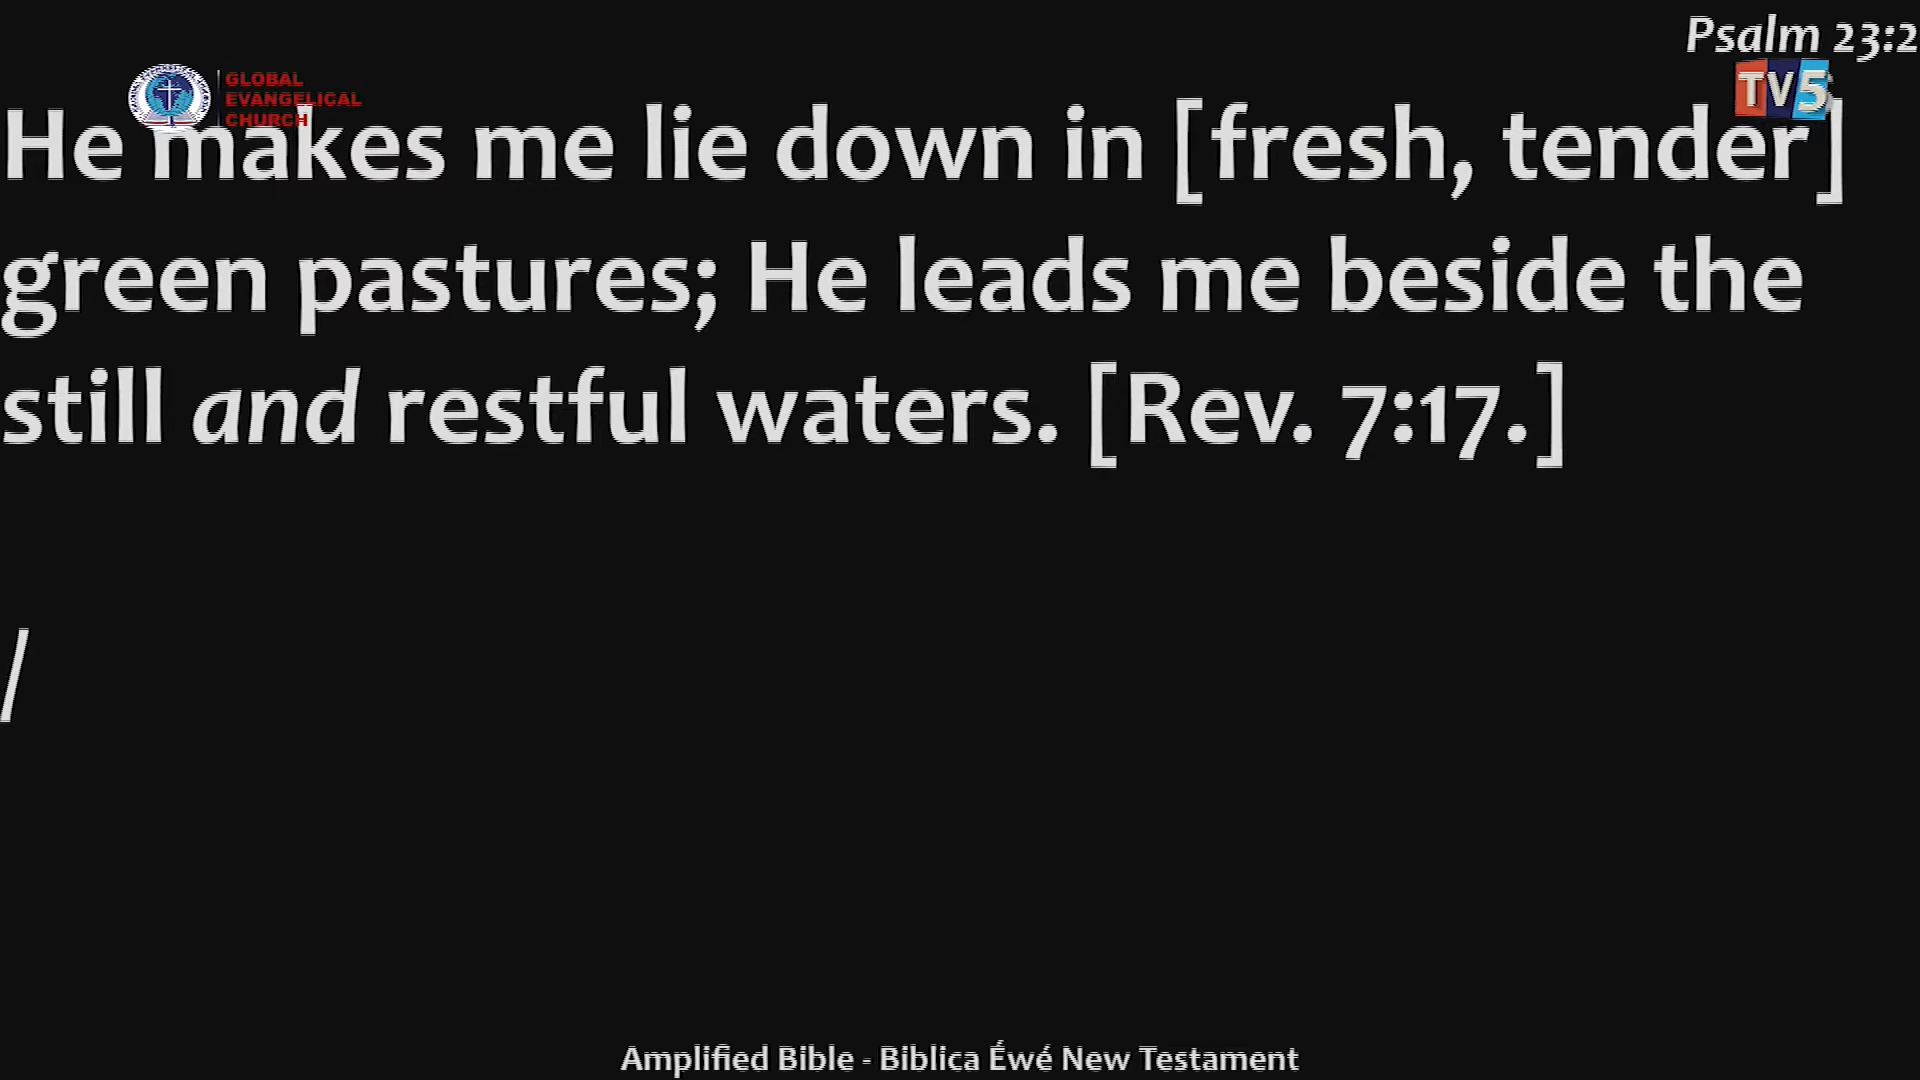 Psalm 23:2
TV5
GLOBAL
EVANGELICAL
CHURCH
He makes me lie down in [fresh, tender]
green pastures; He leads me beside the
still and restful waters. [Rev. 7:17.]
/
Amplified Bible - Biblica Éwé New Testament